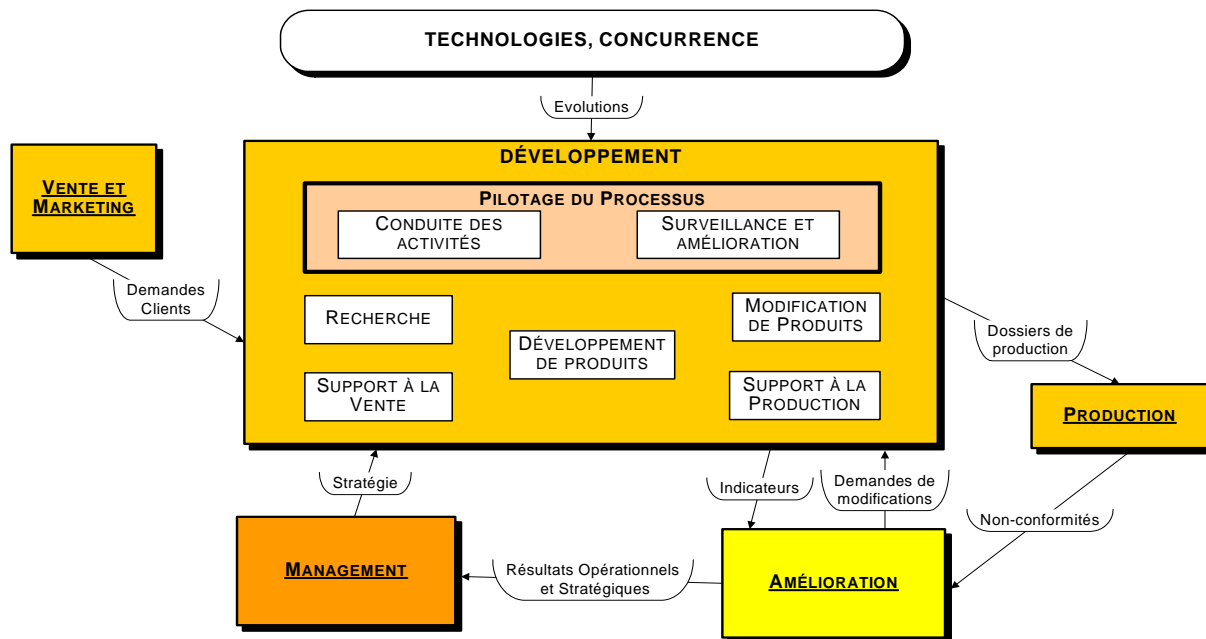 TECHNOLOGIES, CONCURRENCE
Evolutions
DÉVELOPPEMENT
VENTE ET
MARKETING
PILOTAGE DU PROCESSUS
CONDUITE DES
ACTIVITÉS
SURVEILLANCE ET
AMÉLIORATION
Demandes
Clients
RECHERCHE
MODIFICATION
DE PRODUITS
DÉVELOPPEMENT
DE PRODUITS
Dossiers de
production
SUPPORT À LA
VENTE
SUPPORT À LA
PRODUCTION
PRODUCTION
Stratégie
Indicateurs
Demandes de
modifications
Non-conformités
MANAGEMENT
Résultats Opérationnels
et Stratégiques
AMÉLIORATION